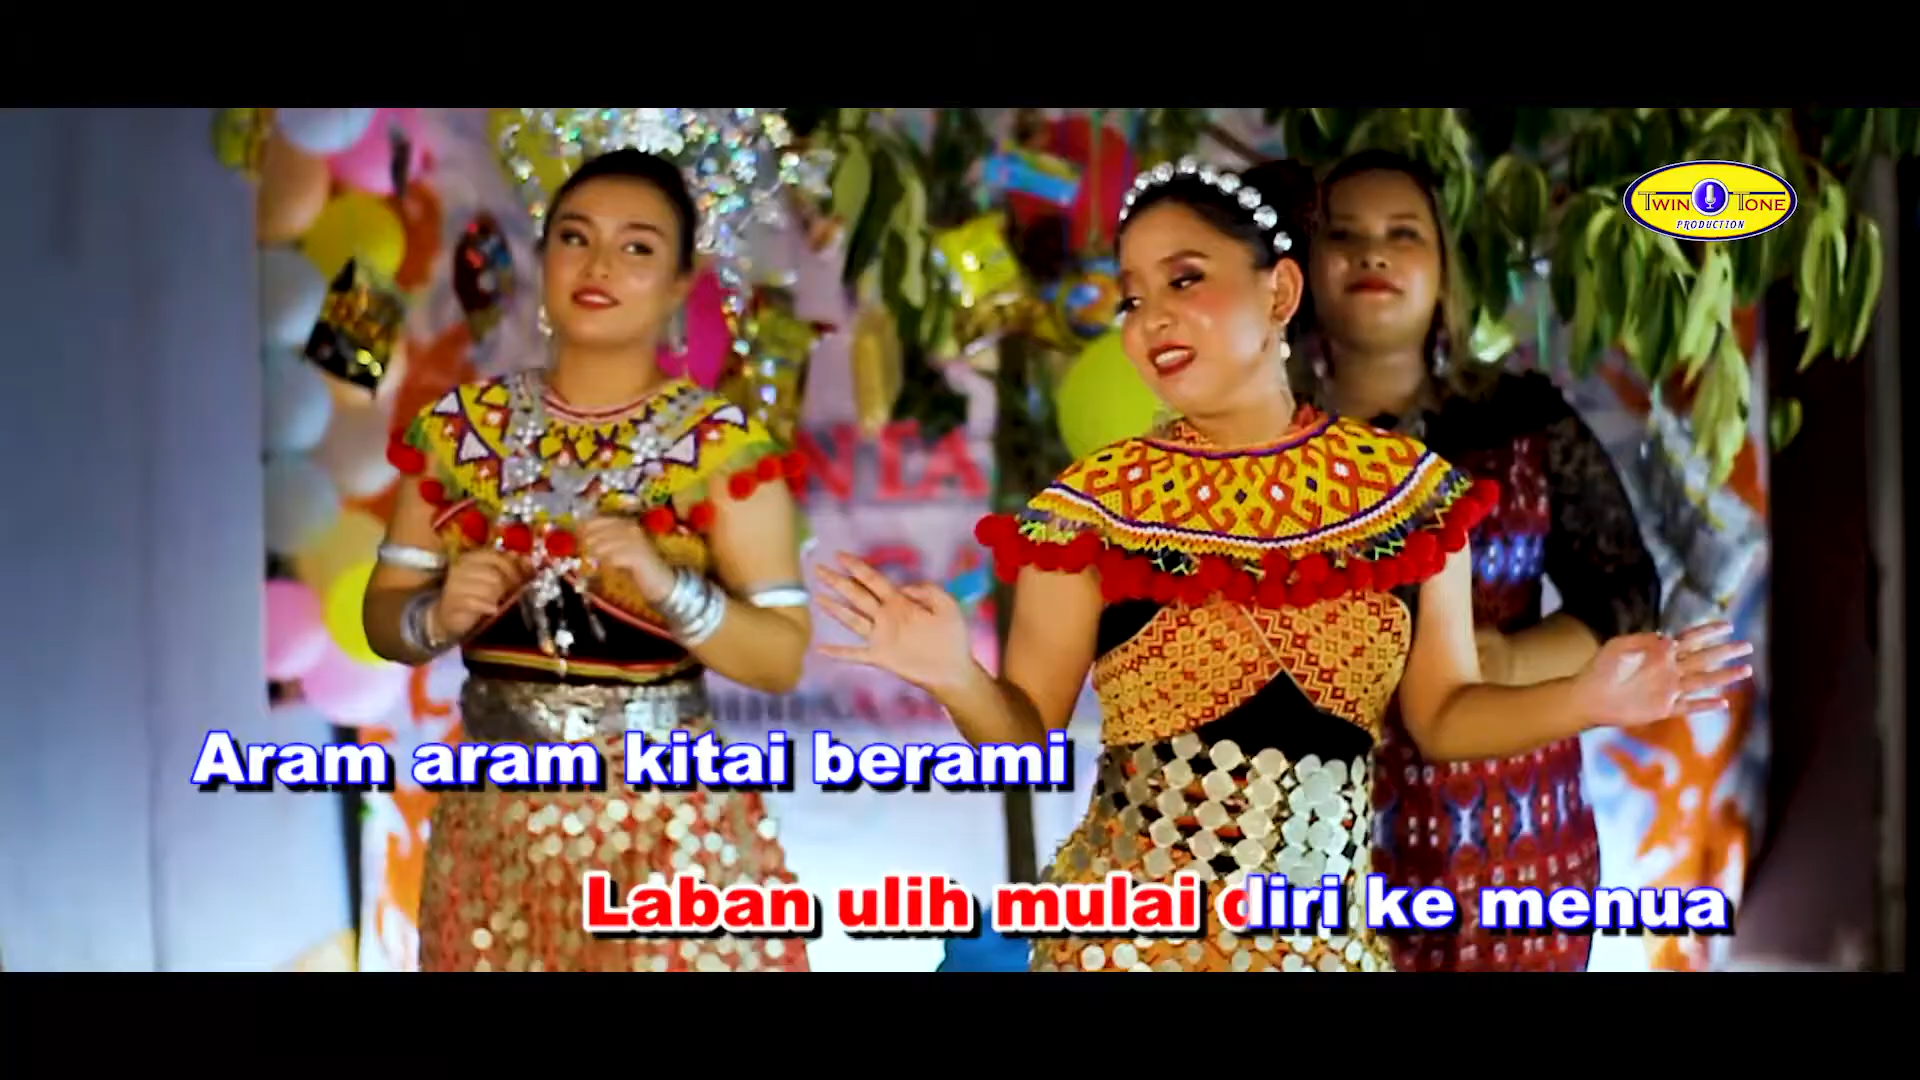 TWIN TONE
PRODUCTION
Aram aram kitai berami
Laban ulih mulai diri ke menua